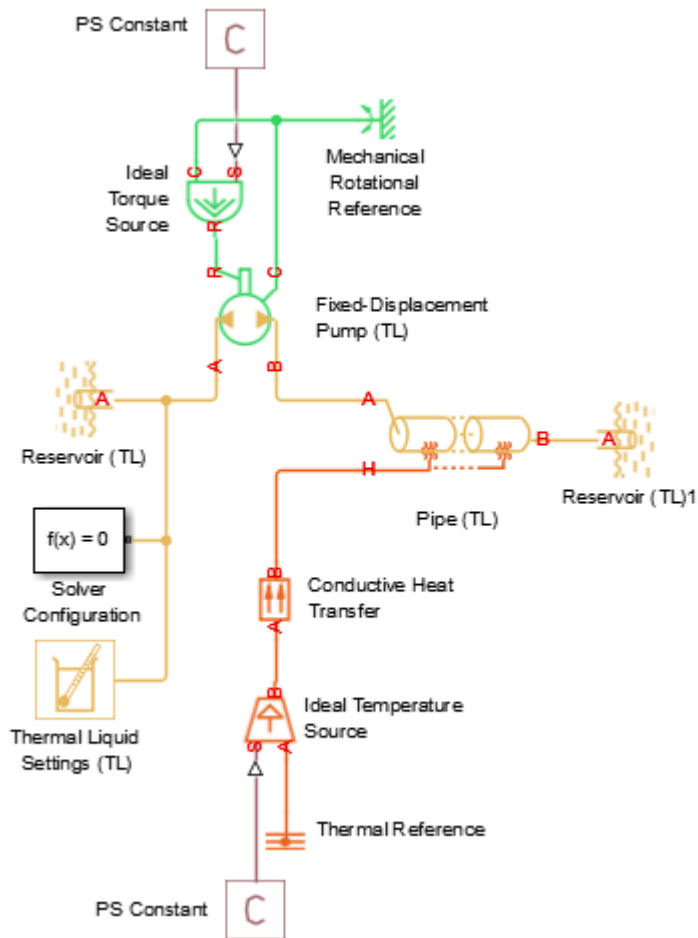 PS Constant
C
C
S
Ideal
Torque
Source
R
Mechanical
Rotational
Reference
R
C
Fixed-Displacement
Pump (TL)
A
B
A
A
B
A
Reservoir (TL)
Reservoir (TL)1
H
Pipe (TL)
f(x) = 0
Solver
Configuration
B
Conductive Heat
Transfer
A
Thermal Liquid
Settings (TL)
B
Ideal Temperature
Source
S
A
Thermal Reference
PS Constant
C